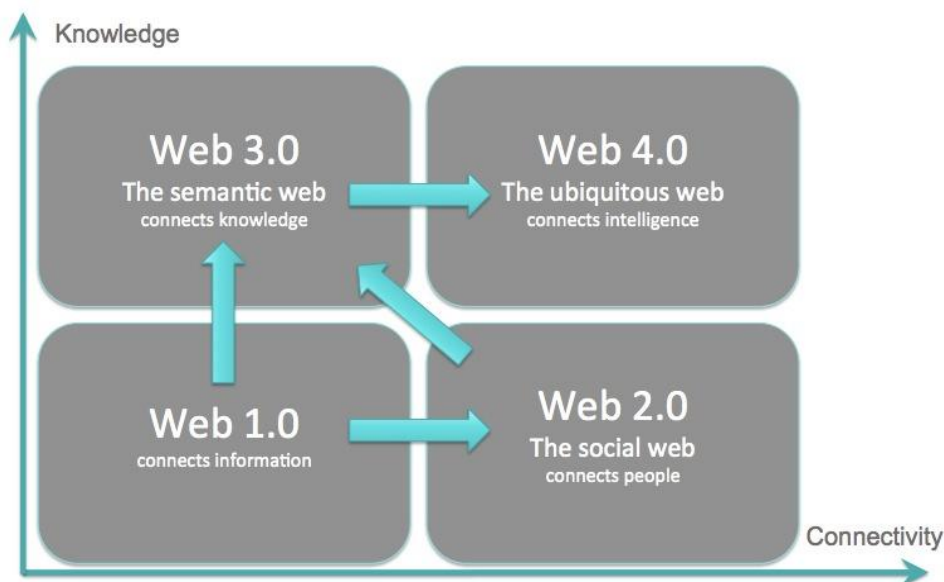 Knowledge
Web 3.0
The semantic web
connects knowledge
Web 4.0
The ubiquitous web
connects intelligence
Web 1.0
connects information
Web 2.0
The social web
connects people
Connectivity